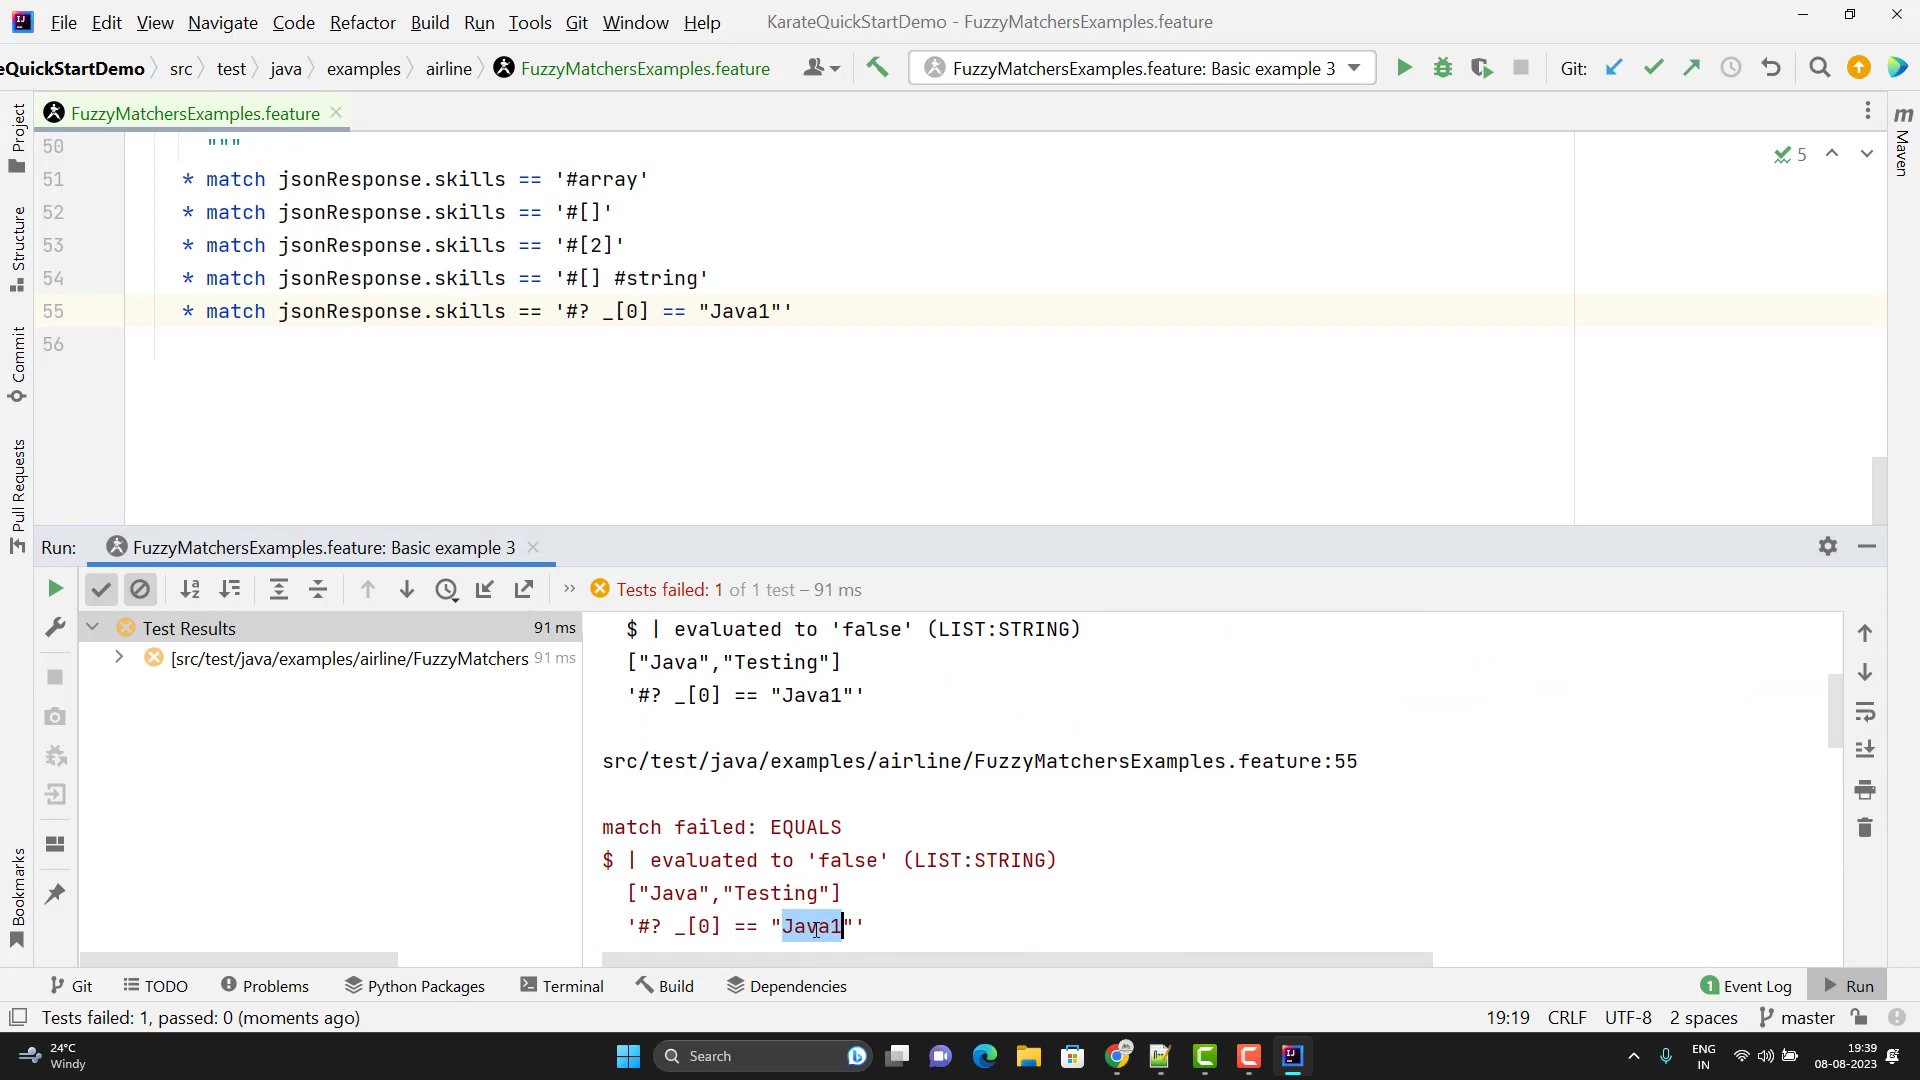 File Edit View Navigate Code Refactor Build Run Tools Git Window Help KarateQuickStartDemo - FuzzyMatchersExamples.feature
eQuickStartDemo src test java examples airline FuzzyMatchersExamples.feature FuzzyMatchersExamples.feature: Basic example 3 Git:
FuzzyMatchersExamples.feature
Project
Structure
Commit
Pull Requests
Bookmarks
m Maven
5
50 """
51 * match jsonResponse.skills == '#array'
52 * match jsonResponse.skills == '#[]'
53 * match jsonResponse.skills == '#[2]'
54 * match jsonResponse.skills == '#[] #string'
55 * match jsonResponse.skills == '#? _[0] == "Java1"'
56
Run: FuzzyMatchersExamples.feature: Basic example 3
Tests failed: 1 of 1 test – 91 ms
Test Results 91 ms
[src/test/java/examples/airline/FuzzyMatchers 91 ms
$ | evaluated to 'false' (LIST:STRING)
["Java","Testing"]
'#? _[0] == "Java1"'
src/test/java/examples/airline/FuzzyMatchersExamples.feature:55
match failed: EQUALS
$ | evaluated to 'false' (LIST:STRING)
["Java","Testing"]
'#? _[0] == "Java1"'
Git TODO Problems Python Packages Terminal Build Dependencies 1 Event Log Run
Tests failed: 1, passed: 0 (moments ago) 19:19 CRLF UTF-8 2 spaces master
24°C
Windy
Search
ENG
IN
19:39
08-08-2023